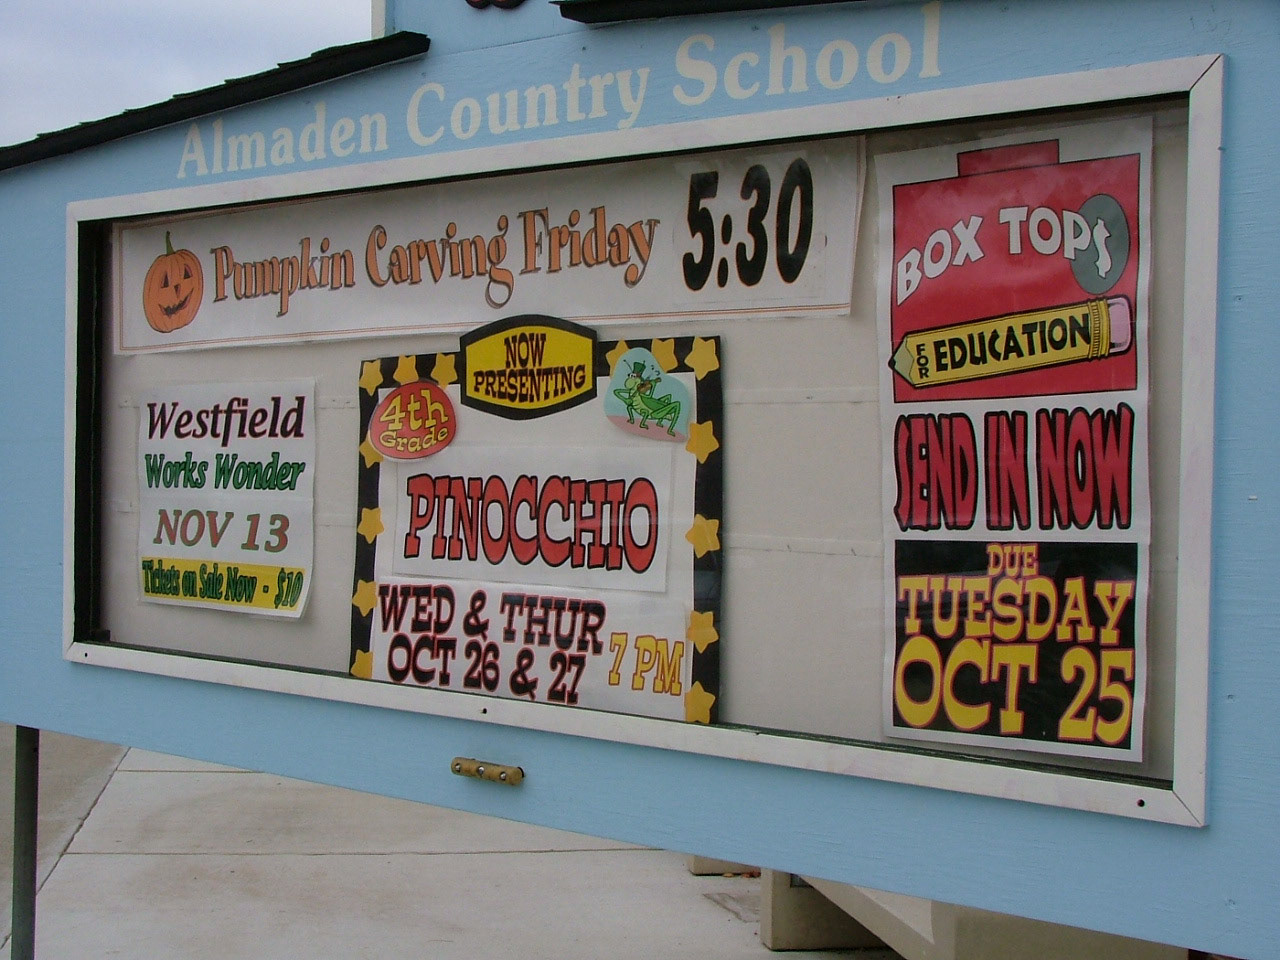 Almaden Country School
Pumpkin Carving Friday 5:30
Westfield
Works Wonder
NOV 13
Tickets on Sale Now - $10
NOW
PRESENTING
4th
Grade
PINOCCHIO
WED & THUR
OCT 26 & 27
7 PM
BOX TOPS
FOR EDUCATION
SEND IN NOW
DUE
TUESDAY
OCT 25